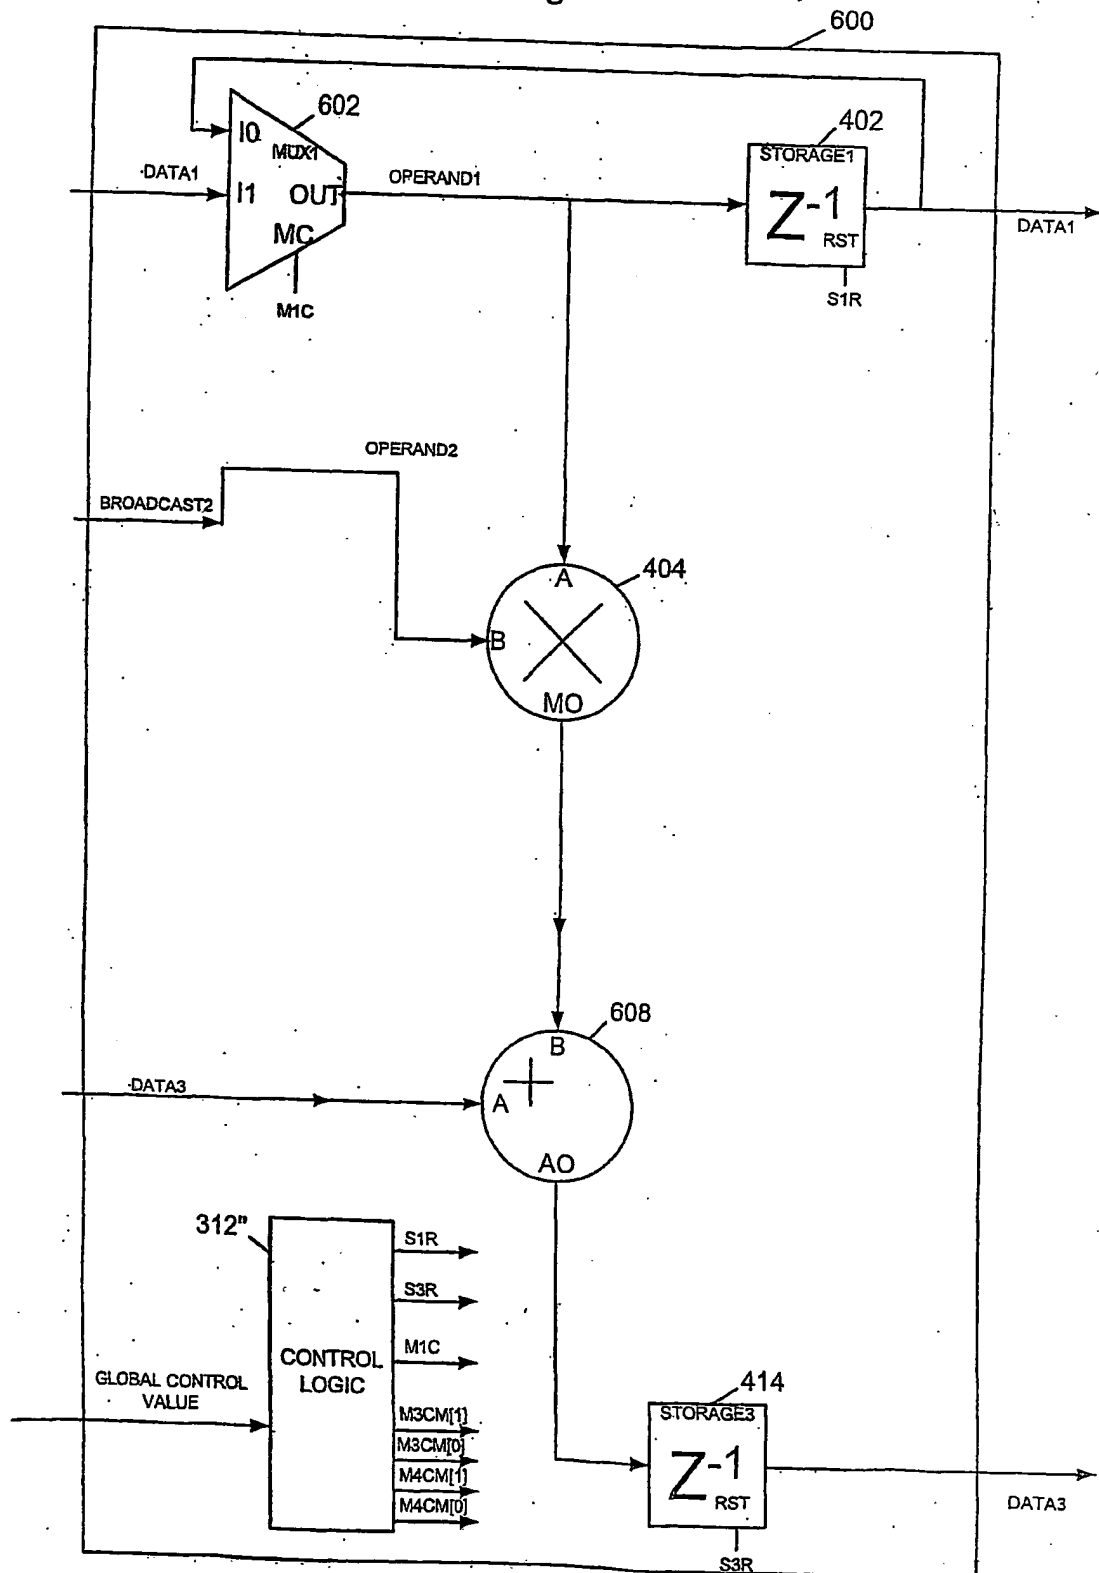 600
602
I0
MUX1
DATA1
I1 OUT
MC
M1C
OPERAND1
402
STORAGE1
Z-1
RST
S1R
DATA1
OPERAND2
BROADCAST2
404
A
B
MO
608
B
DATA3
A
AO
312"
S1R
S3R
M1C
CONTROL
LOGIC
GLOBAL CONTROL
VALUE
M3CM[1]
M3CM[0]
M4CM[1]
M4CM[0]
414
STORAGE3
Z-1
RST
S3R
DATA3